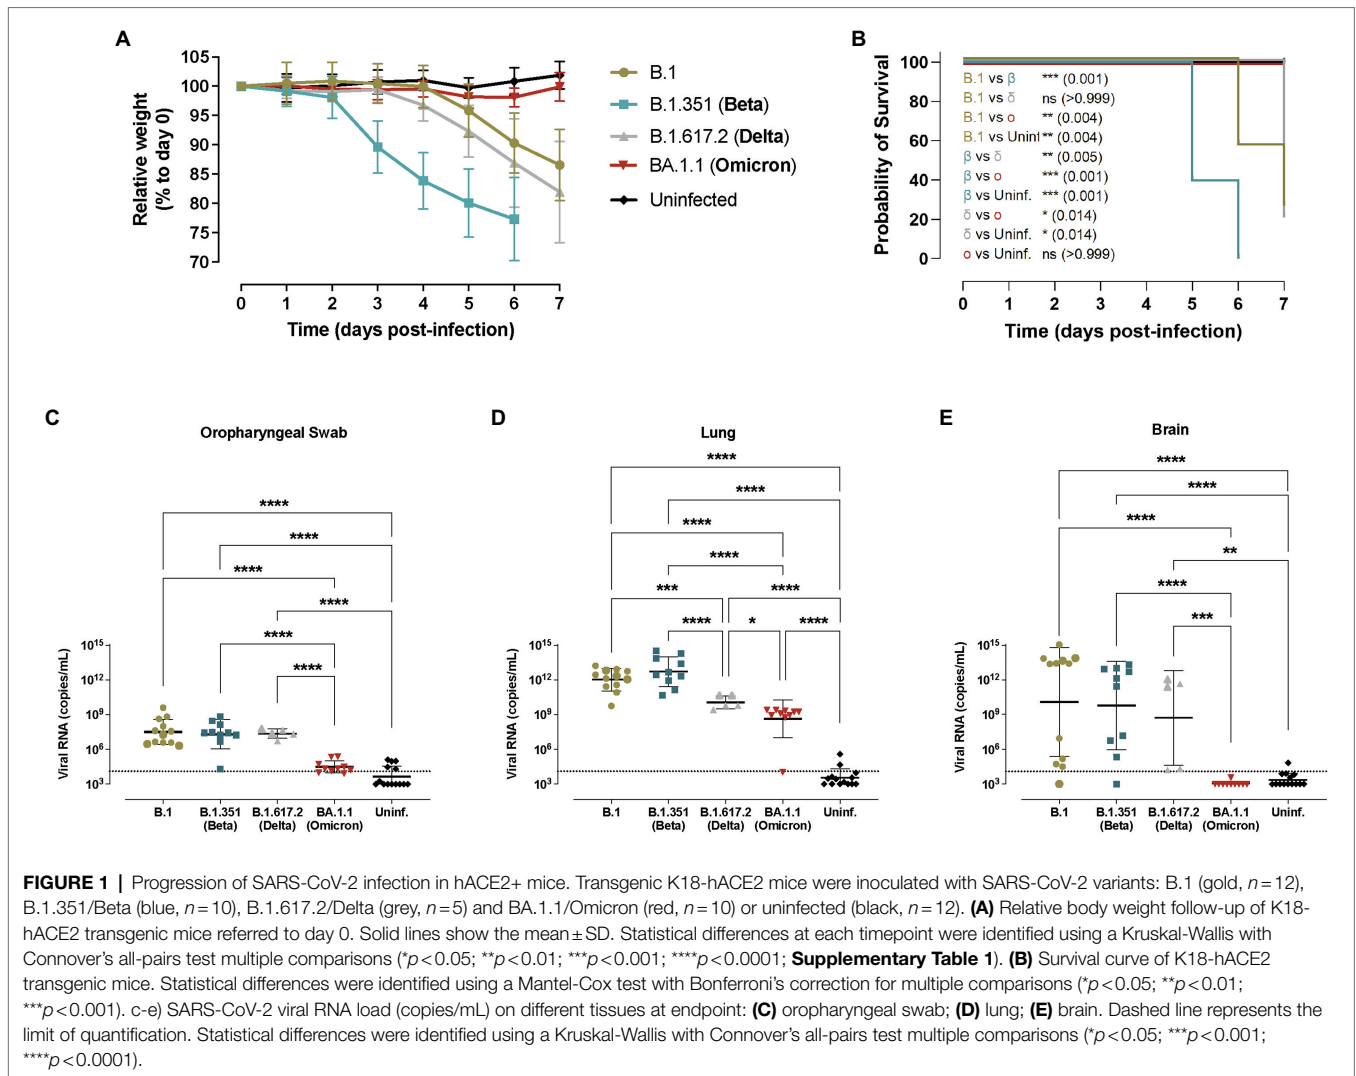 A
105
100
95
90
85
80
75
70
Relative weight
(% to day 0)
0 1 2 3 4 5 6 7
Time (days post-infection)
B.1
B.1.351 (Beta)
B.1.617.2 (Delta)
BA.1.1 (Omicron)
Uninfected
B
Probability of Survival
100
80
60
40
20
0
B.1 vs β *** (0.001)
B.1 vs δ ns (>0.999)
B.1 vs o ** (0.004)
B.1 vs Uninf ** (0.004)
β vs δ ** (0.005)
β vs o *** (0.001)
β vs Uninf. *** (0.001)
δ vs o * (0.014)
δ vs Uninf. * (0.014)
o vs Uninf. ns (>0.999)
0 1 2 3 4 5 6 7
Time (days post-infection)
C
Oropharyngeal Swab
****
****
****
****
****
****
Viral RNA (copies/mL)
10^15
10^12
10^9
10^6
10^3
B.1 B.1.351 (Beta) B.1.617.2 (Delta) BA.1.1 (Omicron) Uninf.
D
Lung
****
****
****
****
*** ****
**** * ****
Viral RNA (copies/mL)
10^15
10^12
10^9
10^6
10^3
B.1 B.1.351 (Beta) B.1.617.2 (Delta) BA.1.1 (Omicron) Uninf.
E
Brain
****
****
****
**
****
***
Viral RNA (copies/mL)
10^15
10^12
10^9
10^6
10^3
B.1 B.1.351 (Beta) B.1.617.2 (Delta) BA.1.1 (Omicron) Uninf.
FIGURE 1 | Progression of SARS-CoV-2 infection in hACE2+ mice. Transgenic K18-hACE2 mice were inoculated with SARS-CoV-2 variants: B.1 (gold, n=12),
B.1.351/Beta (blue, n=10), B.1.617.2/Delta (grey, n=5) and BA.1.1/Omicron (red, n=10) or uninfected (black, n=12). (A) Relative body weight follow-up of K18-
hACE2 transgenic mice referred to day 0. Solid lines show the mean±SD. Statistical differences at each timepoint were identified using a Kruskal-Wallis with
Connover's all-pairs test multiple comparisons (*p<0.05; **p<0.01; ***p<0.001; ****p<0.0001; Supplementary Table 1). (B) Survival curve of K18-hACE2
transgenic mice. Statistical differences were identified using a Mantel-Cox test with Bonferroni's correction for multiple comparisons (*p<0.05; **p<0.01;
***p<0.001). c-e) SARS-CoV-2 viral RNA load (copies/mL) on different tissues at endpoint: (C) oropharyngeal swab; (D) lung; (E) brain. Dashed line represents the
limit of quantification. Statistical differences were identified using a Kruskal-Wallis with Connover's all-pairs test multiple comparisons (*p<0.05; ***p<0.001;
****p<0.0001).